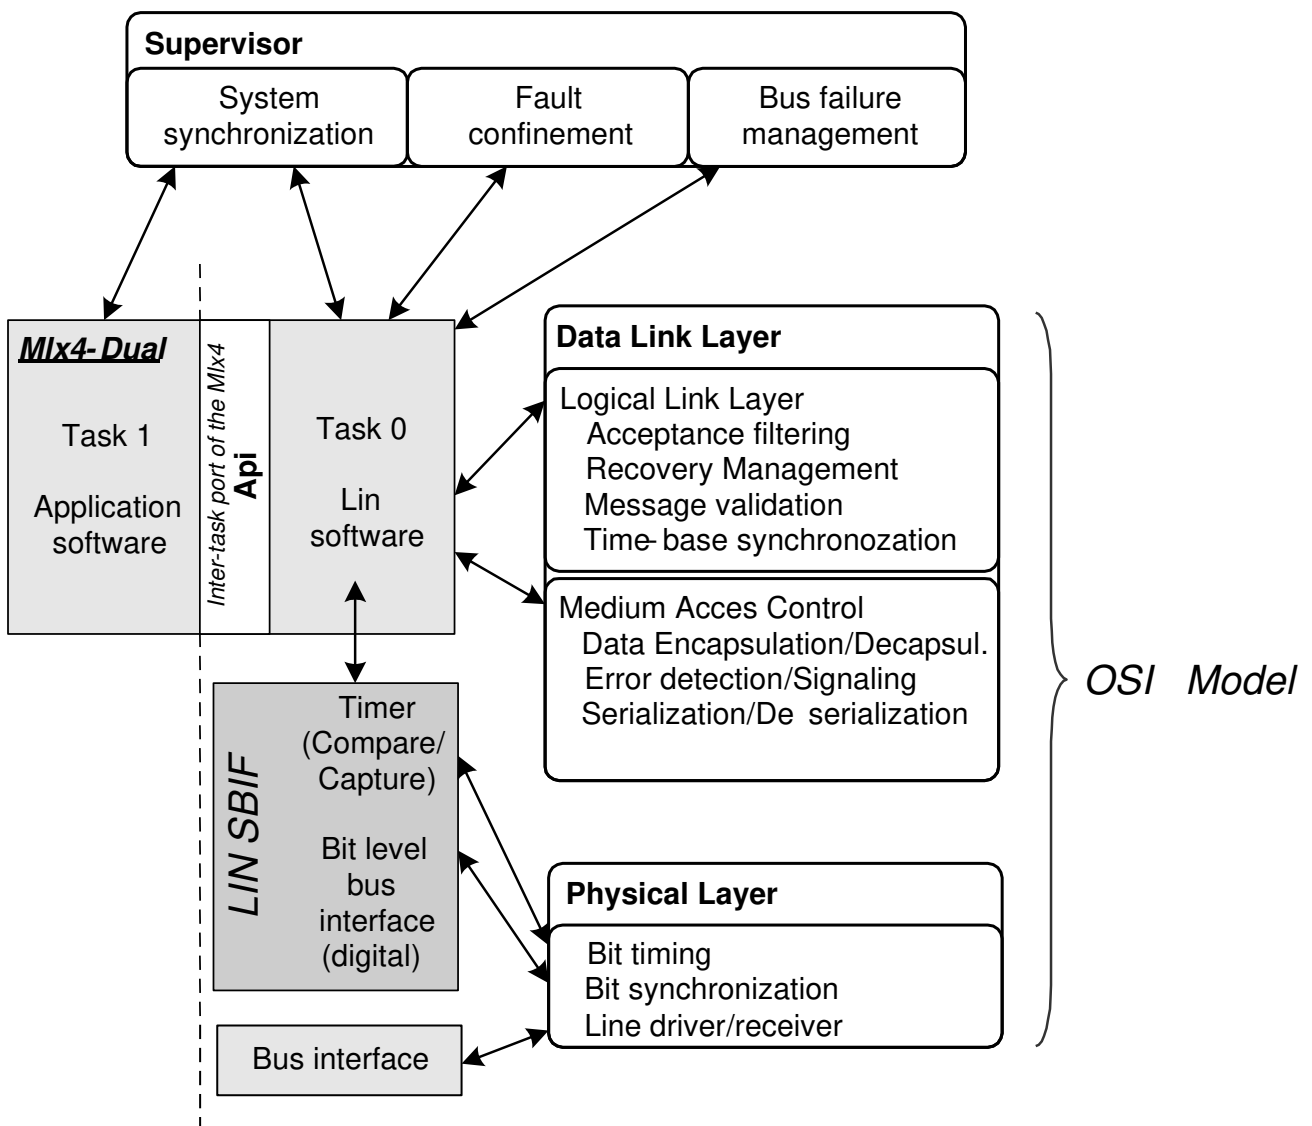 Supervisor
System
synchronization
Fault
confinement
Bus failure
management
Mlx4-Dual
Task 1
Application
software
Inter-task port of the Mlx4
Api
Task 0
Lin
software
Data Link Layer
Logical Link Layer
Acceptance filtering
Recovery Management
Message validation
Time-base synchronozation
Medium Acces Control
Data Encapsulation/Decapsul.
Error detection/Signaling
Serialization/De serialization
OSI Model
LIN SBIF
Timer
(Compare/
Capture)
Bit level
bus
interface
(digital)
Physical Layer
Bit timing
Bit synchronization
Line driver/receiver
Bus interface